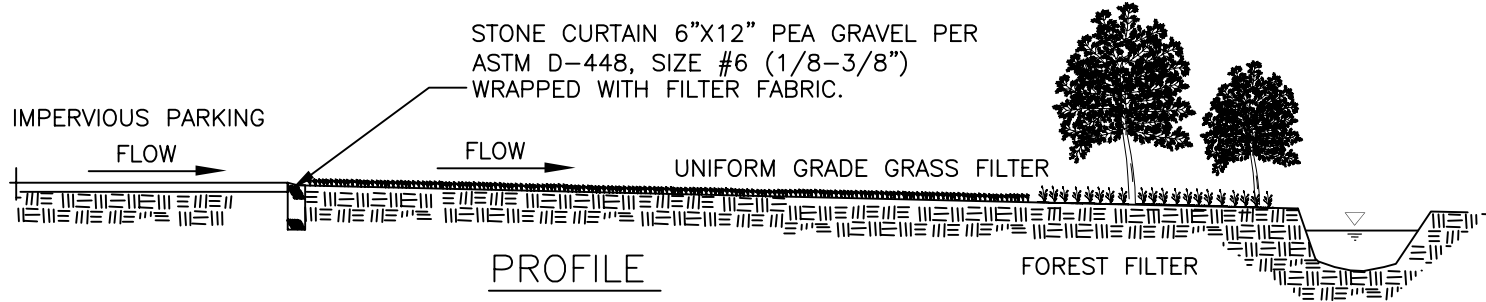 STONE CURTAIN 6”X12” PEA GRAVEL PER
ASTM D–448, SIZE #6 (1/8–3/8”)
WRAPPED WITH FILTER FABRIC.
IMPERVIOUS PARKING
FLOW
FLOW
UNIFORM GRADE GRASS FILTER
FOREST FILTER
PROFILE